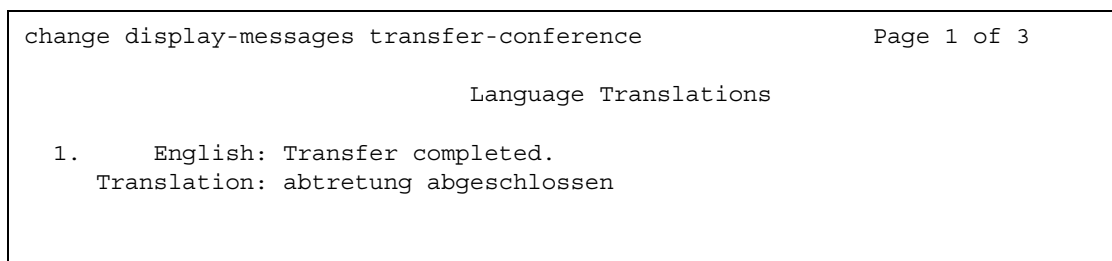 change display-messages transfer-conference Page 1 of 3
Language Translations
1. English: Transfer completed.
Translation: abtretung abgeschlossen